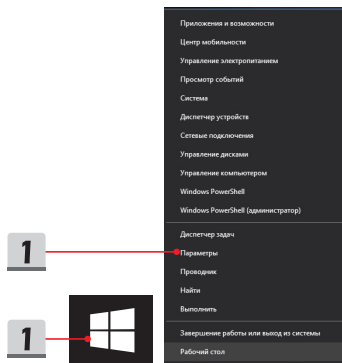 Приложения и возможности
Центр мобильности
Управление электропитанием
Просмотр событий
Система
Диспетчер устройств
Сетевые подключения
Управление дисками
Управление компьютером
Windows PowerShell
Windows PowerShell (администратор)
Диспетчер задач
1
Параметры
Проводник
Найти
Выполнить
1
Завершение работы или выход из системы
Рабочий стол